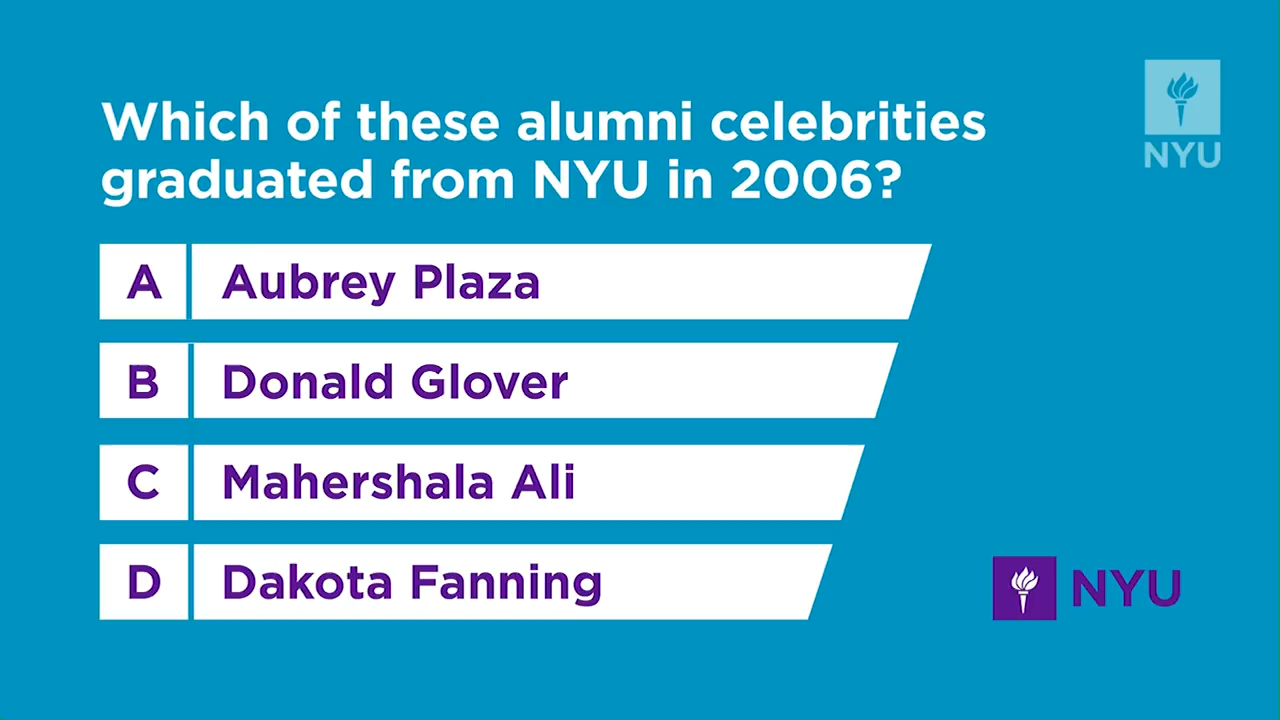 Which of these alumni celebrities
graduated from NYU in 2006?
NYU
A Aubrey Plaza
B Donald Glover
C Mahershala Ali
D Dakota Fanning
NYU